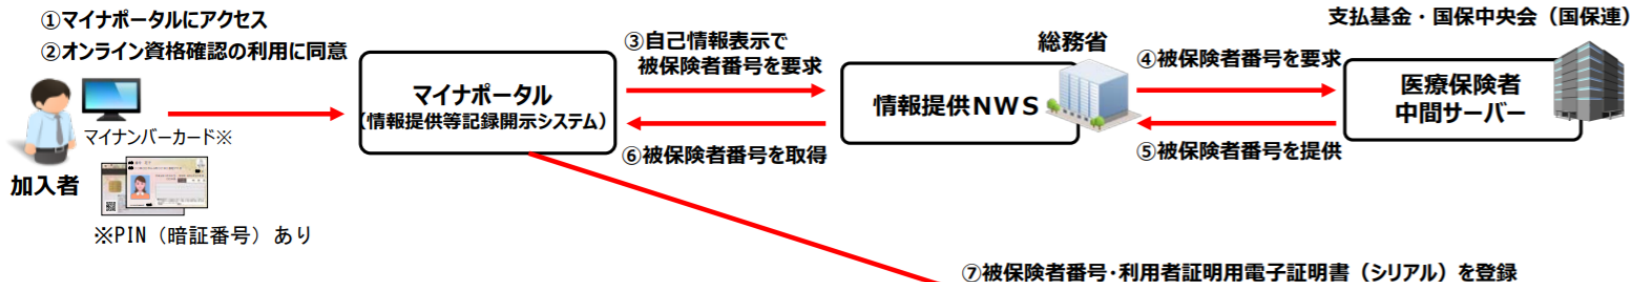 ①マイナポータルにアクセス
②オンライン資格確認の利用に同意
マイナンバーカード※
加入者
※PIN（暗証番号）あり
マイナポータル
（情報提供等記録開示システム）
③自己情報表示で
被保険者番号を要求
⑥被保険者番号を取得
総務省
情報提供NWS
④被保険者番号を要求
⑤被保険者番号を提供
支払基金・国保中央会（国保連）
医療保険者
中間サーバー
⑦被保険者番号・利用者証明用電子証明書（シリアル）を登録